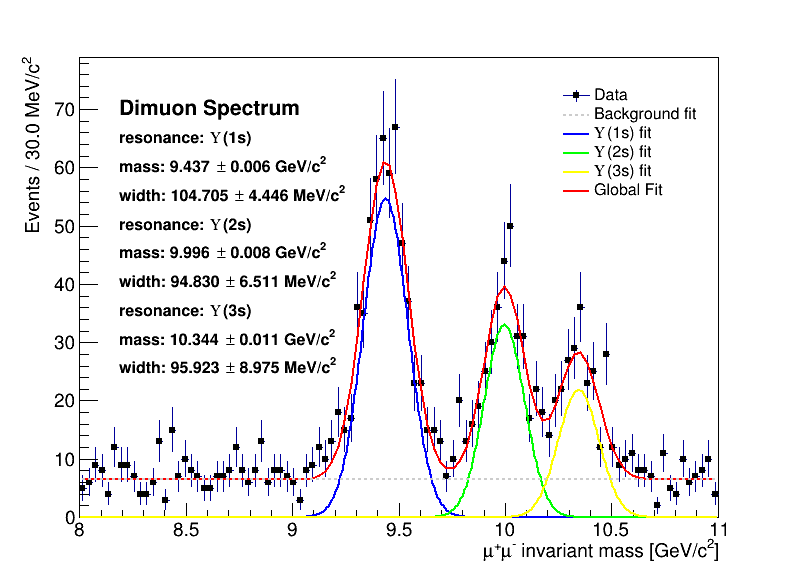 Events / 30.0 MeV/c²
70
60
50
40
30
20
10
0
Dimuon Spectrum
resonance: ϒ(1s)
mass: 9.437 ± 0.006 GeV/c²
width: 104.705 ± 4.446 MeV/c²
resonance: ϒ(2s)
mass: 9.996 ± 0.008 GeV/c²
width: 94.830 ± 6.511 MeV/c²
resonance: ϒ(3s)
mass: 10.344 ± 0.011 GeV/c²
width: 95.923 ± 8.975 MeV/c²
Data
Background fit
ϒ(1s) fit
ϒ(2s) fit
ϒ(3s) fit
Global Fit
8 8.5 9 9.5 10 10.5 11
μ⁺μ⁻ invariant mass [GeV/c²]